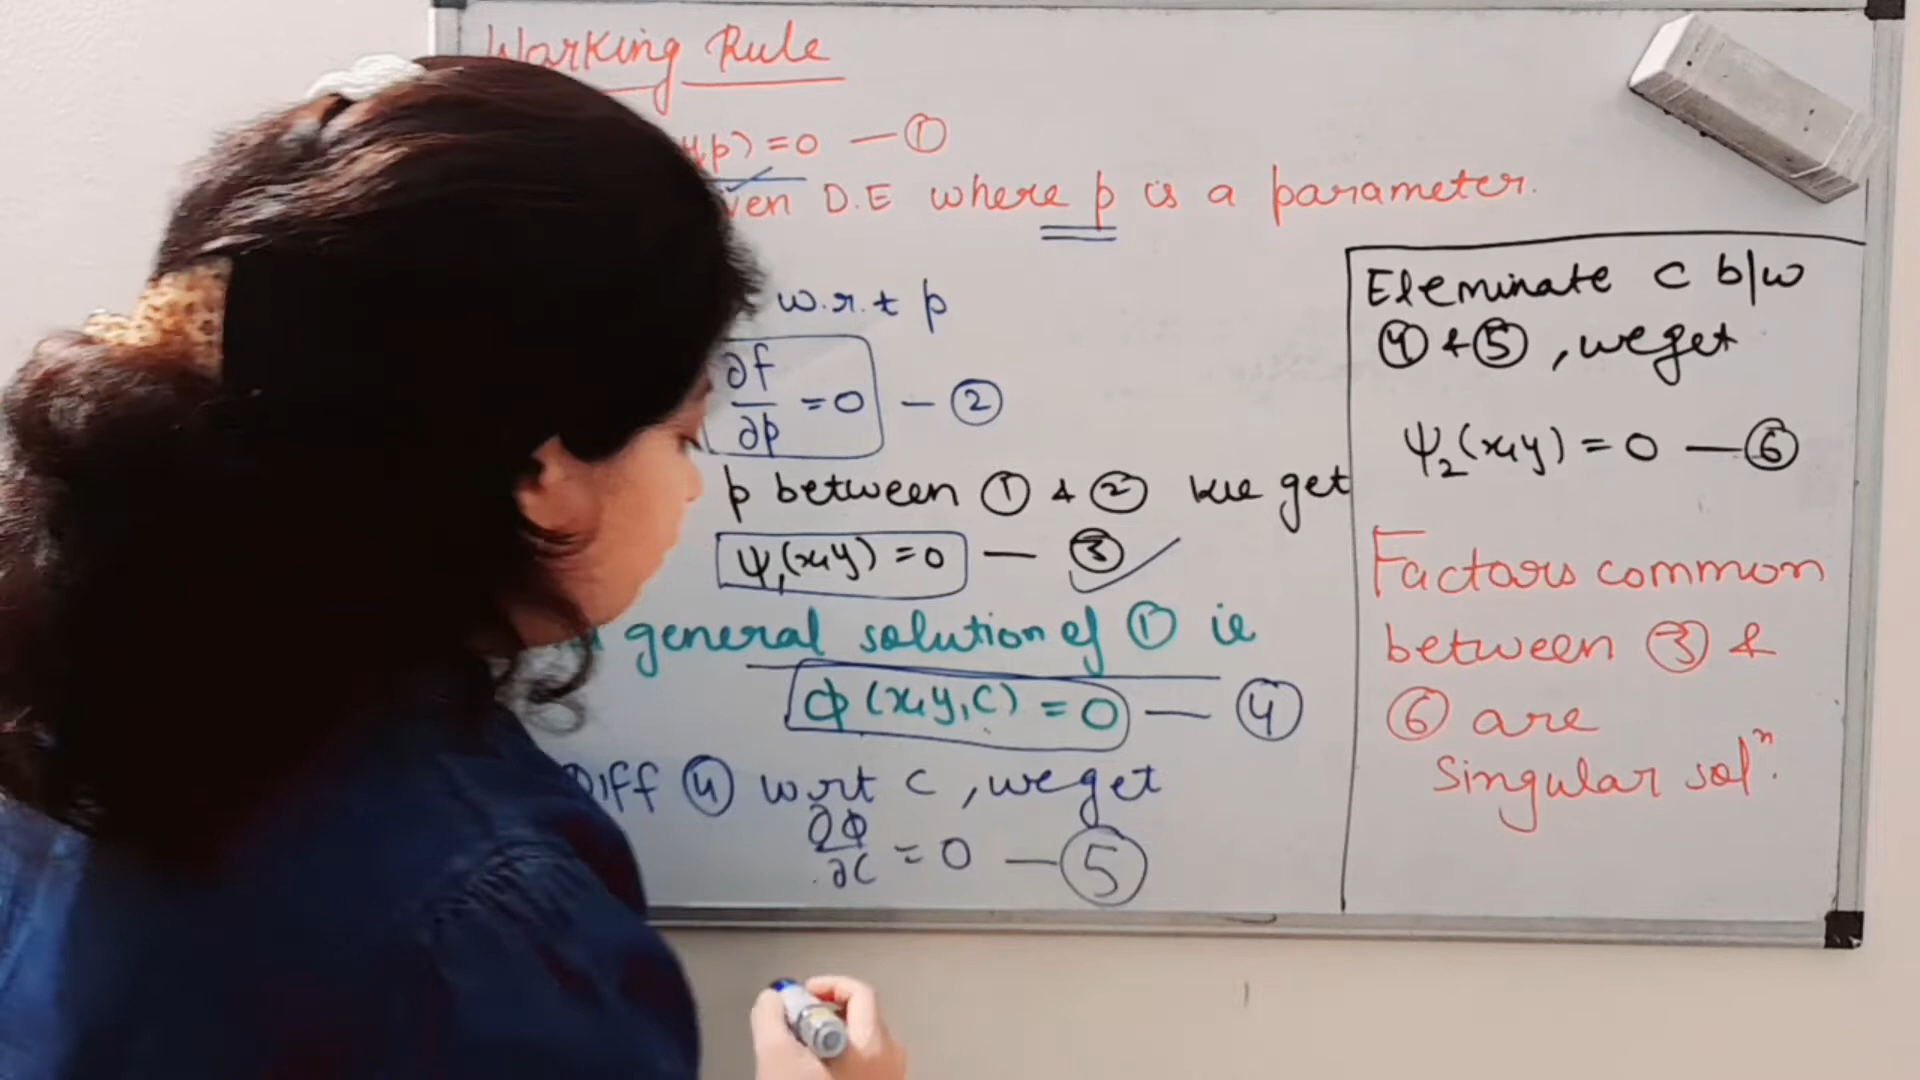 Working Rule
y,p) = 0 — ①
ven D.E where p is a parameter.
w.r.t p
∂f/∂p = 0 — ②
p between ① & ② we get
ψ₁(x,y) = 0 — ③
general solution of ① ie
ϕ(x,y,c) = 0 — ④
Diff ④ wrt c, we get
∂ϕ/∂c = 0 — ⑤
Eleminate c b/w
④ & ⑤, we get
ψ₂(x,y) = 0 — ⑥
Factors common
between ③ &
⑥ are
Singular solⁿ.